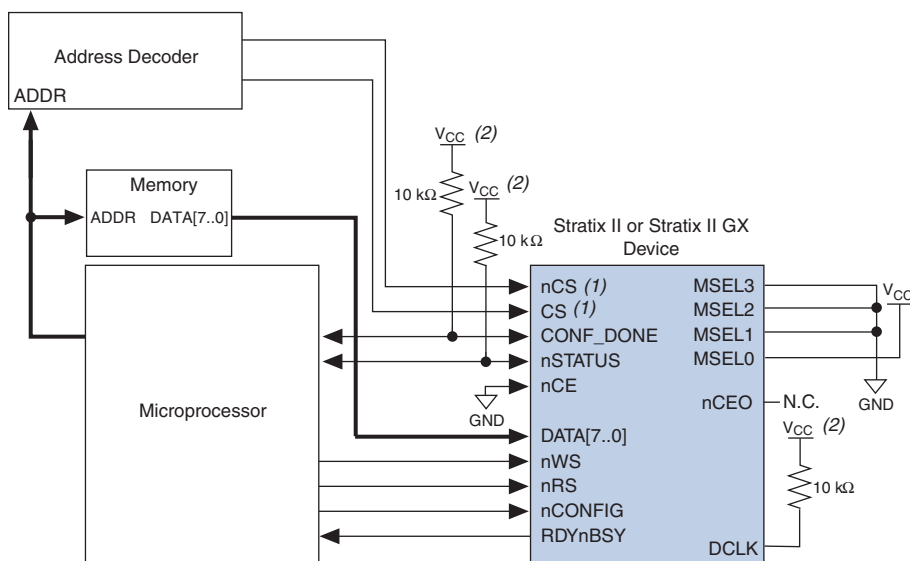 Address Decoder
ADDR
Memory
ADDR DATA[7..0]
Microprocessor
VCC (2)
10 kΩ
VCC (2)
10 kΩ
Stratix II or Stratix II GX
Device
nCS (1)
CS (1)
CONF_DONE
nSTATUS
nCE
GND
DATA[7..0]
nWS
nRS
nCONFIG
RDYnBSY
MSEL3
MSEL2
MSEL1
MSEL0
VCC
GND
nCEO
N.C.
VCC (2)
10 kΩ
DCLK